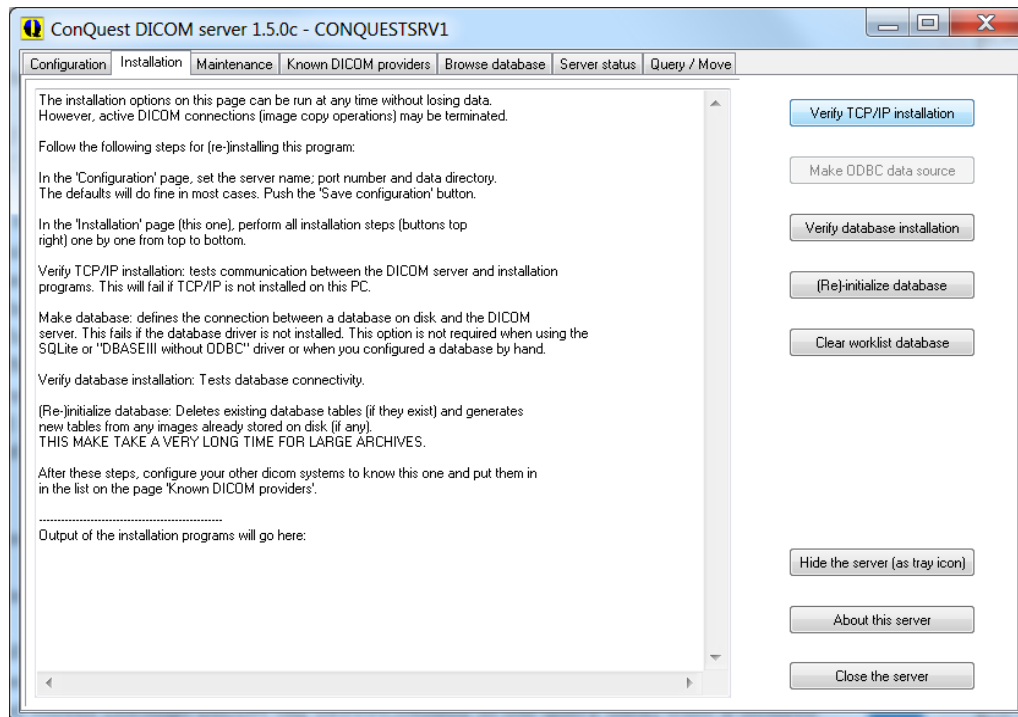 ConQuest DICOM server 1.5.0c - CONQUESTSRV1
Configuration Installation Maintenance Known DICOM providers Browse database Server status Query / Move
The installation options on this page can be run at any time without losing data.
However, active DICOM connections (image copy operations) may be terminated.
Follow the following steps for (re-)installing this program:
In the 'Configuration' page, set the server name; port number and data directory.
The defaults will do fine in most cases. Push the 'Save configuration' button.
In the 'Installation' page (this one), perform all installation steps (buttons top
right) one by one from top to bottom.
Verify TCP/IP installation: tests communication between the DICOM server and installation
programs. This will fail if TCP/IP is not installed on this PC.
Make database: defines the connection between a database on disk and the DICOM
server. This fails if the database driver is not installed. This option is not required when using the
SQLite or "DBASEIII without ODBC" driver or when you configured a database by hand.
Verify database installation: Tests database connectivity.
(Re-)initialize database: Deletes existing database tables (if they exist) and generates
new tables from any images already stored on disk (if any).
THIS MAKE TAKE A VERY LONG TIME FOR LARGE ARCHIVES.
After these steps, configure your other dicom systems to know this one and put them in
in the list on the page 'Known DICOM providers'.
--------------------------------------------------
Output of the installation programs will go here:
Verify TCP/IP installation
Make ODBC data source
Verify database installation
(Re)-initialize database
Clear worklist database
Hide the server (as tray icon)
About this server
Close the server